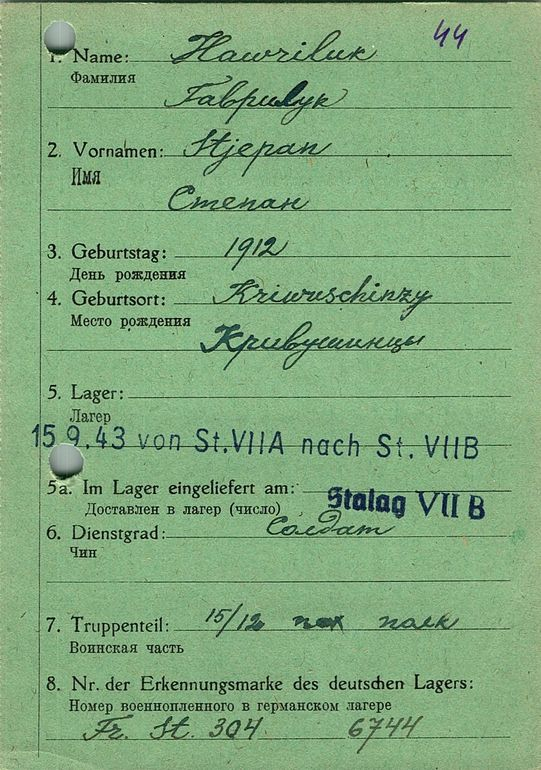 44
1. Name: Hawriluk
Фамилия
Гаврилук
2. Vornamen: Stjepan
Имя
Степан
3. Geburtstag: 1912
День рождения
4. Geburtsort: Kriwuschinzy
Место рождения
Кривушинцы
5. Lager:
Лагер
15.9.43 von St. VIIA nach St. VIIB
5a. Im Lager eingeliefert am:
Доставлен в лагер (число) Stalag VII B
6. Dienstgrad: Солдат
Чин
7. Truppenteil: 15/12 полк
Воинская часть
8. Nr. der Erkennungsmarke des deutschen Lagers:
Номер военнопленного в германском лагере
Fr. St. 304 6744